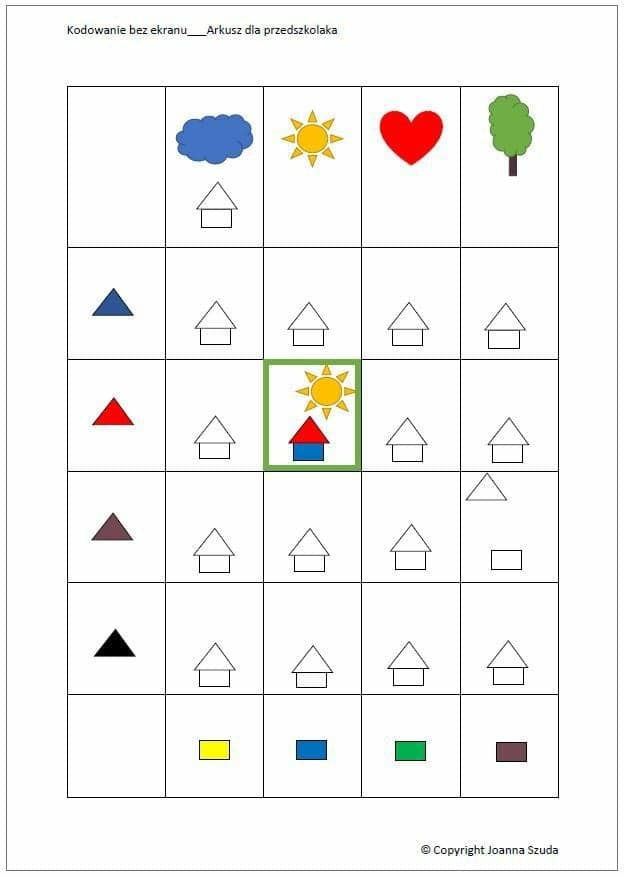 Kodowanie bez ekranu___Arkusz dla przedszkolaka
© Copyright Joanna Szuda